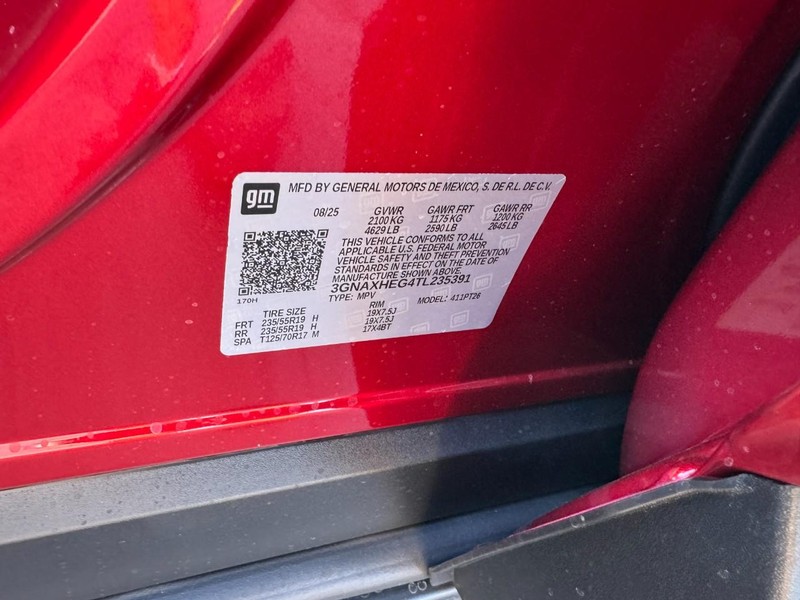 gm MFD BY GENERAL MOTORS DE MEXICO, S. DE R.L. DE C.V.
08/25 GVWR GAWR FRT GAWR RR
2100 KG 1175 KG 1200 KG
4629 LB 2590 LB 2645 LB
THIS VEHICLE CONFORMS TO ALL
APPLICABLE U.S. FEDERAL MOTOR
VEHICLE SAFETY AND THEFT PREVENTION
STANDARDS IN EFFECT ON THE DATE OF
MANUFACTURE SHOWN ABOVE.
3GNAXHEG4TL235391
170H
TYPE: MPV MODEL: 411PT26
TIRE SIZE RIM
FRT 235/55R19 H 19X7.5J
RR 235/55R19 H 19X7.5J
SPA T125/70R17 M 17X4BT